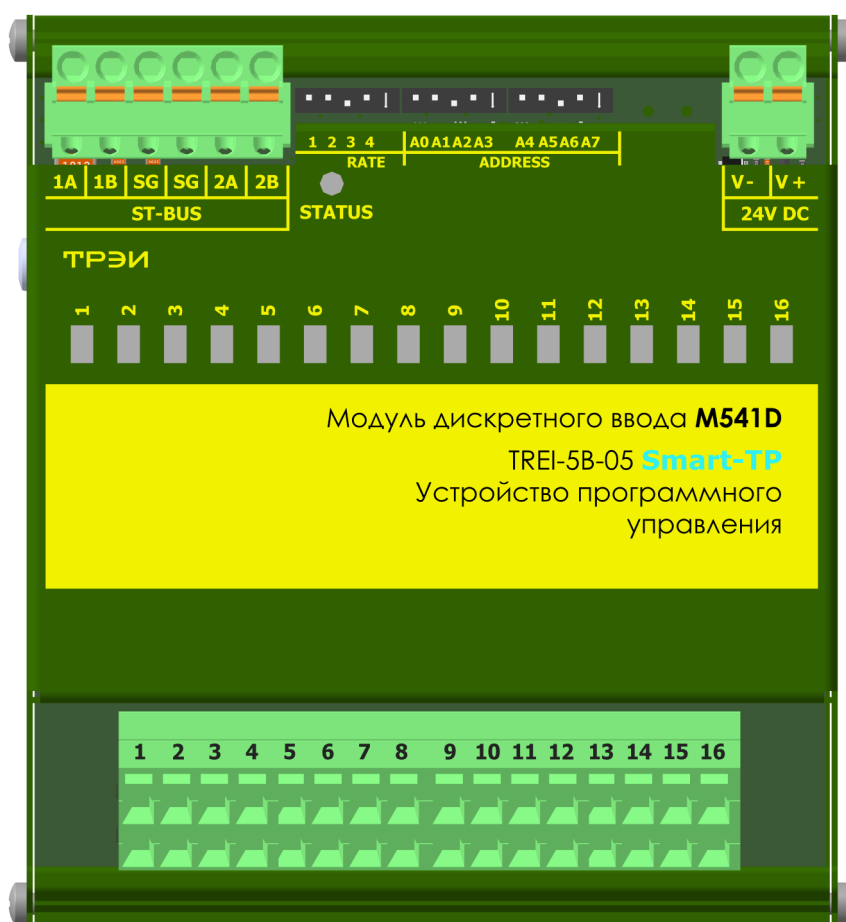 1 2 3 4 A0 A1 A2 A3 A4 A5 A6 A7
RATE ADDRESS
1A 1B SG SG 2A 2B
ST-BUS
STATUS
V- V+
24V DC
ТРЭИ
1 2 3 4 5 6 7 8 9 10 11 12 13 14 15 16
Модуль дискретного ввода M541D
TREI-5B-05 Smart-TP
Устройство программного
управления
1 2 3 4 5 6 7 8 9 10 11 12 13 14 15 16